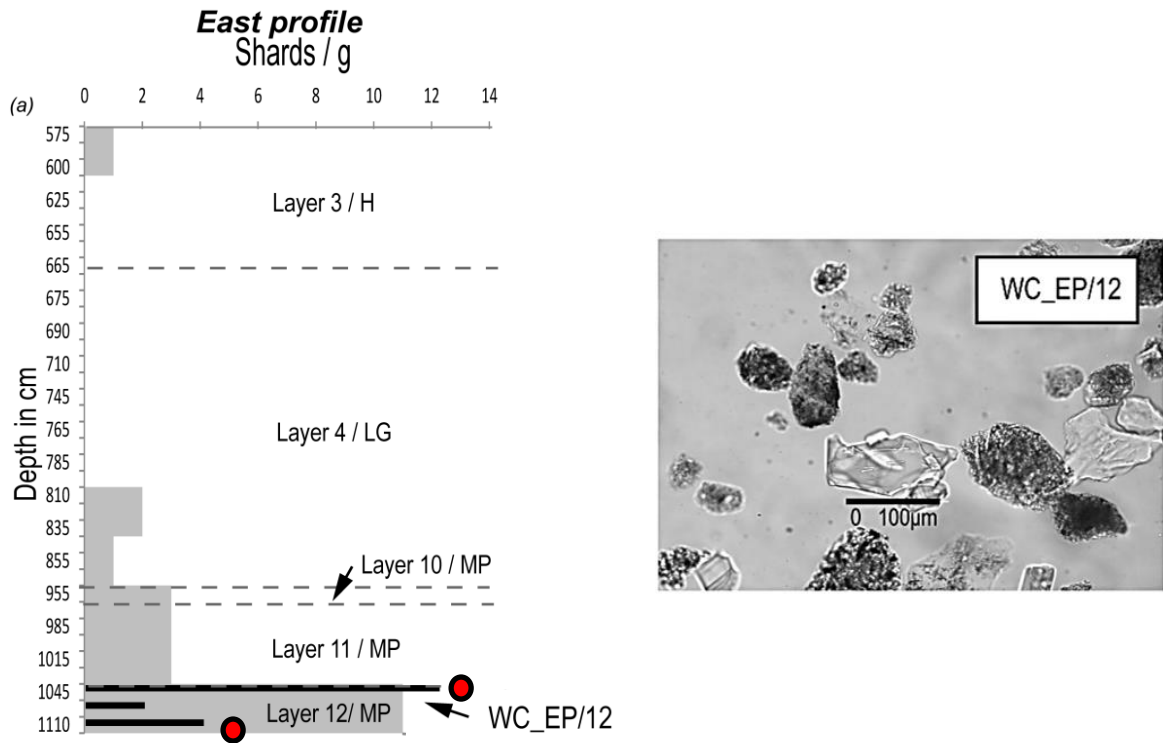 East profile
Shards / g
0 2 4 6 8 10 12 14
(a)
Depth in cm
575
600
625
655
665
675
690
710
745
765
785
810
835
855
955
985
1015
1045
1110
Layer 3 / H
Layer 4 / LG
Layer 10 / MP
Layer 11 / MP
Layer 12/ MP
WC_EP/12
WC_EP/12
0 100µm